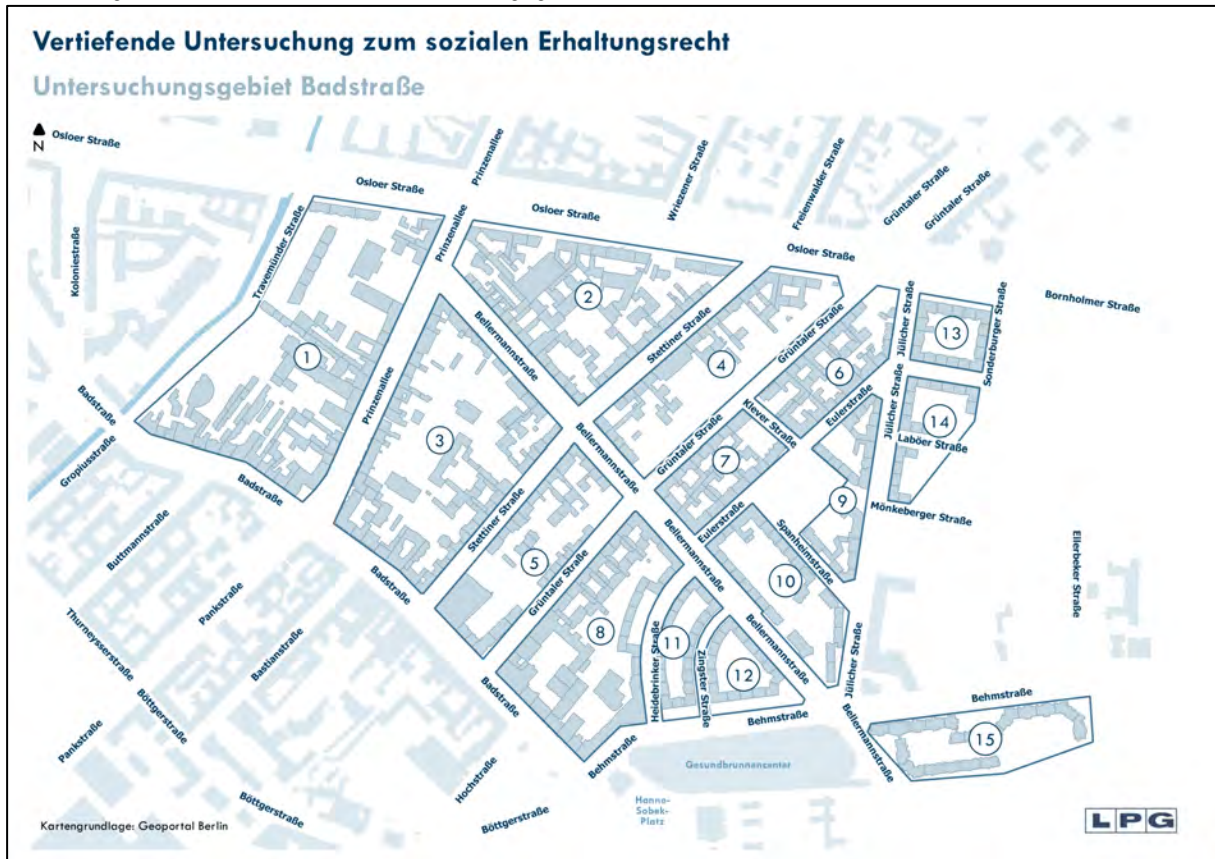 Vertiefende Untersuchung zum sozialen Erhaltungsrecht
Untersuchungsgebiet Badstraße
N
Osloer Straße
Osloer Straße
Osloer Straße
Osloer Straße
Prinzenallee
Prinzenallee
Prinzenallee
Wriezener Straße
Freienwalder Straße
Grüntaler Straße
Grüntaler Straße
Koloniestraße
Travemünder Straße
Bornholmer Straße
Jülicher Straße
Sonderburger Straße
1
2
3
4
5
6
7
8
9
10
11
12
13
14
15
Bellermannstraße
Stettiner Straße
Grüntaler Straße
Klever Straße
Eulerstraße
Jülicher Straße
Laböer Straße
Mönkeberger Straße
Badstraße
Gropiusstraße
Badstraße
Bellermannstraße
Grüntaler Straße
Eulerstraße
Spanheimstraße
Stettiner Straße
Grüntaler Straße
Bellermannstraße
Ellerbeker Straße
Buttmannstraße
Badstraße
Pankstraße
Thurneysserstraße
Bastianstraße
Böttgerstraße
Heidebrinker Straße
Zingster Straße
Bellermannstraße
Jülicher Straße
Badstraße
Behmstraße
Behmstraße
Behmstraße
Bellermannstraße
Pankstraße
Hochstraße
Böttgerstraße
Böttgerstraße
Gesundbrunnencenter
Hanne-
Sobek-
Platz
Kartengrundlage: Geoportal Berlin
LPG